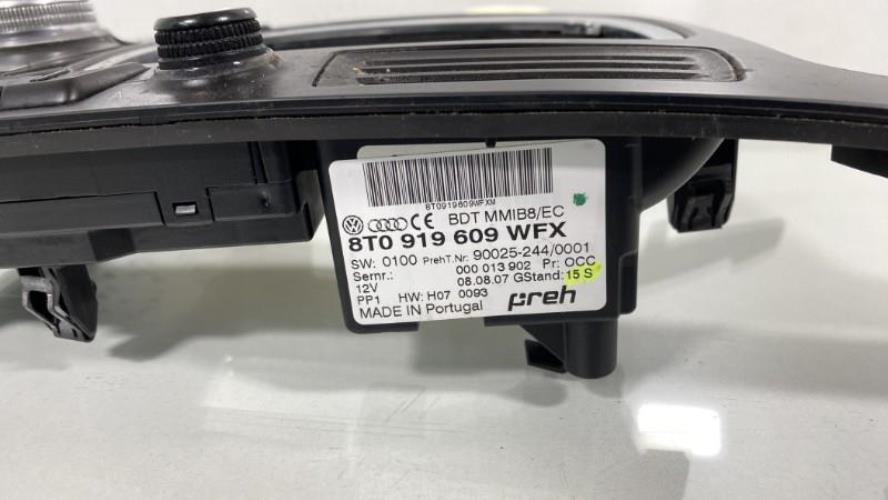 8T0919609WFXM
BDT MMIB8/EC
8T0 919 609 WFX
SW: 0100 PrehT.Nr: 90025-244/0001
Sernr.: 000 013 902 Pr: OCC
12V 08.08.07 GStand: 15 S
PP1 HW: H07 0093
MADE IN Portugal preh